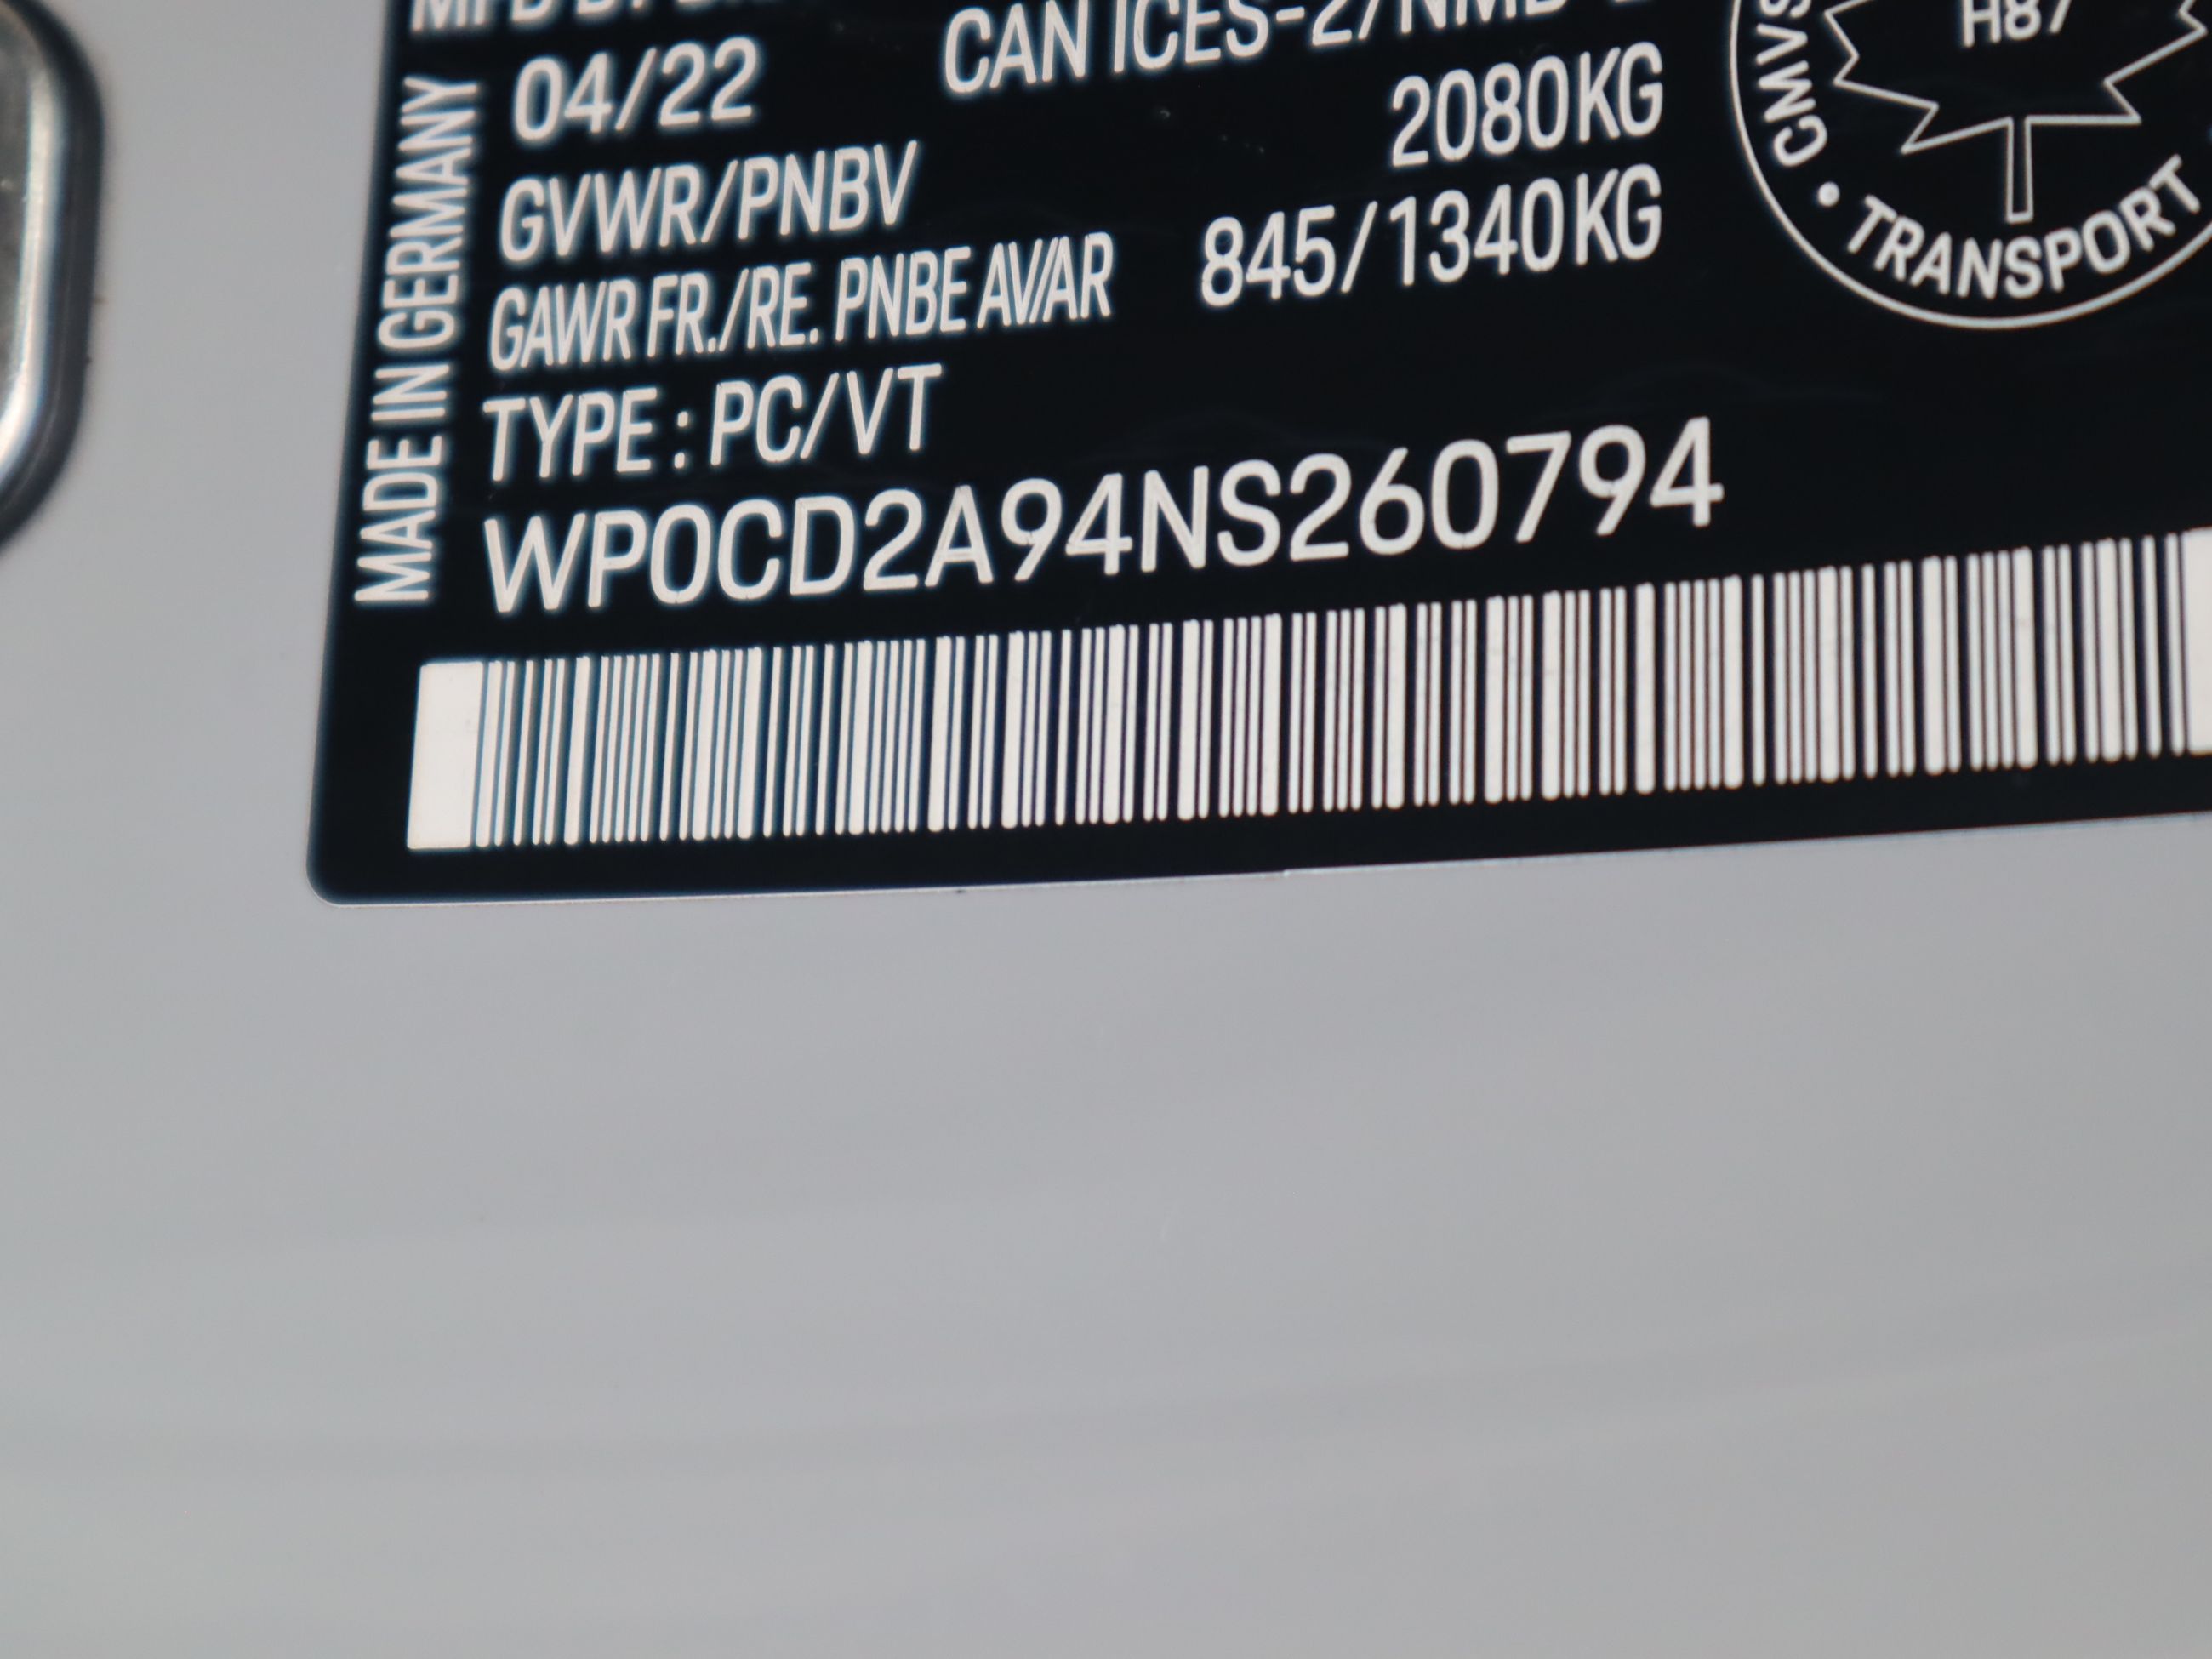 04/22
CAN ICES-2/NMB-2
GVWR/PNBV 2080KG
GAWR FR./RE. PNBE AV/AR 845/1340KG
TYPE : PC/VT
WP0CD2A94NS260794
MADE IN GERMANY
H87
CMVS
• TRANSPORT